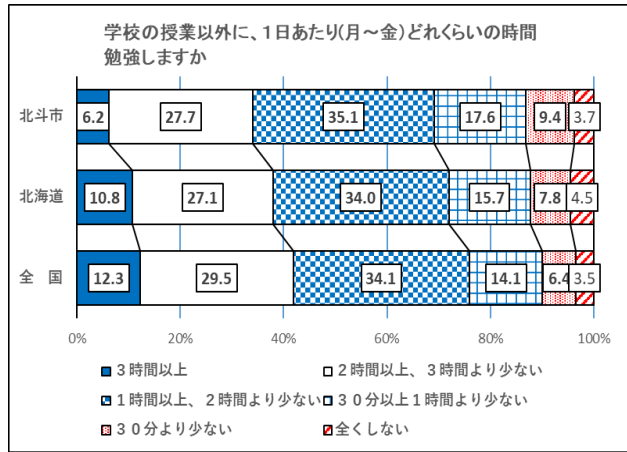 学校の授業以外に、１日あたり(月～金)どれくらいの時間
勉強しますか
北斗市 6.2 27.7 35.1 17.6 9.4 3.7
北海道 10.8 27.1 34.0 15.7 7.8 4.5
全　国 12.3 29.5 34.1 14.1 6.4 3.5
0% 20% 40% 60% 80% 100%
３時間以上 ２時間以上、３時間より少ない
１時間以上、２時間より少ない ３０分以上１時間より少ない
３０分より少ない 全くしない